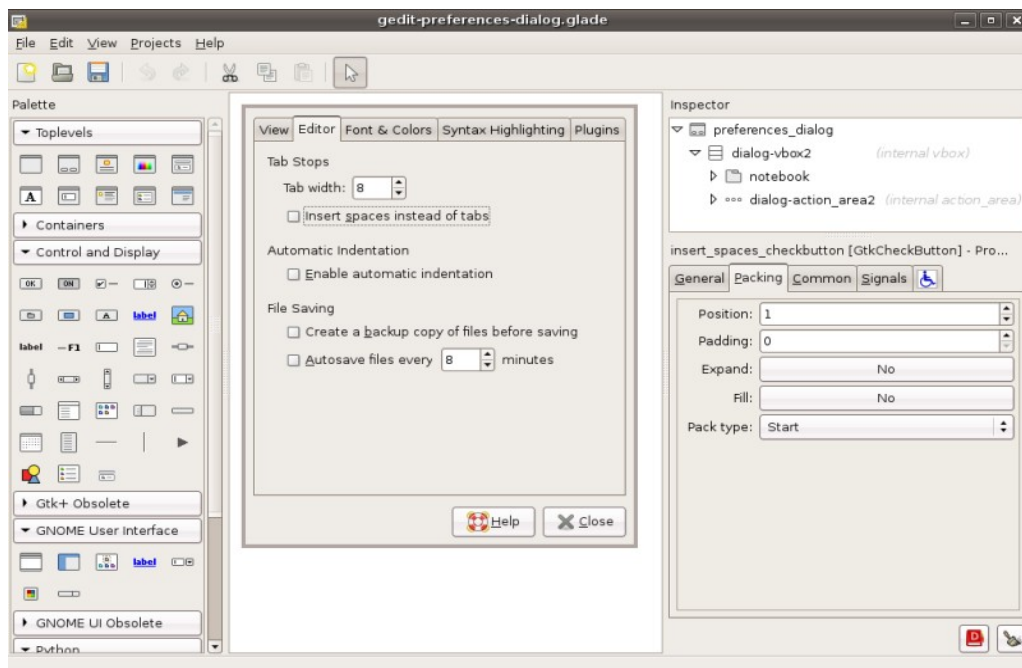 gedit-preferences-dialog.glade
File Edit View Projects Help
Palette
Toplevels
A
Containers
Control and Display
OK ON
A label
label F1
Gtk+ Obsolete
GNOME User Interface
label
GNOME UI Obsolete
Python
View Editor Font & Colors Syntax Highlighting Plugins
Tab Stops
Tab width: 8
Insert spaces instead of tabs
Automatic Indentation
Enable automatic indentation
File Saving
Create a backup copy of files before saving
Autosave files every 8 minutes
Help Close
Inspector
preferences_dialog
dialog-vbox2 (internal vbox)
notebook
dialog-action_area2 (internal action_area)
insert_spaces_checkbutton [GtkCheckButton] - Pro...
General Packing Common Signals
Position: 1
Padding: 0
Expand: No
Fill: No
Pack type: Start